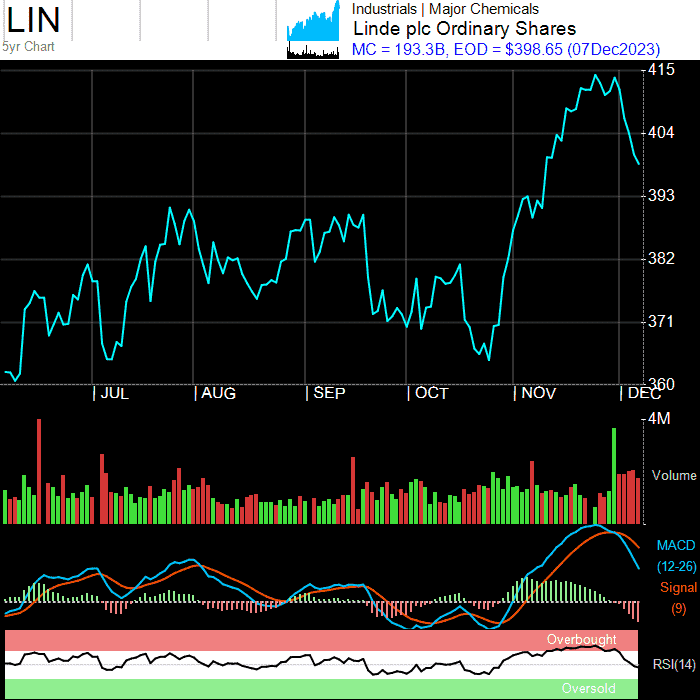 LIN
5yr Chart
Industrials | Major Chemicals
Linde plc Ordinary Shares
MC = 193.3B, EOD = $398.65 (07Dec2023)
415
404
393
382
371
360
| JUL | AUG | SEP | OCT | NOV | DEC
4M
Volume
MACD
(12-26)
Signal
(9)
Overbought
RSI(14)
Oversold